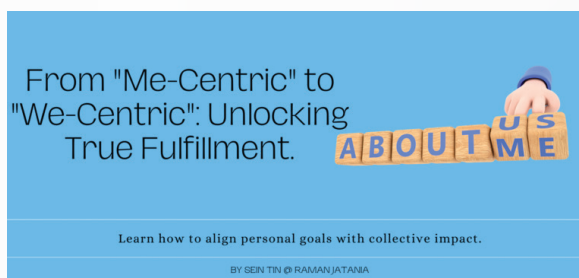 From "Me-Centric" to
"We-Centric": Unlocking
True Fulfillment.
ABOUT US
ME
Learn how to align personal goals with collective impact.
BY SEIN TIN @ RAMAN JATANIA